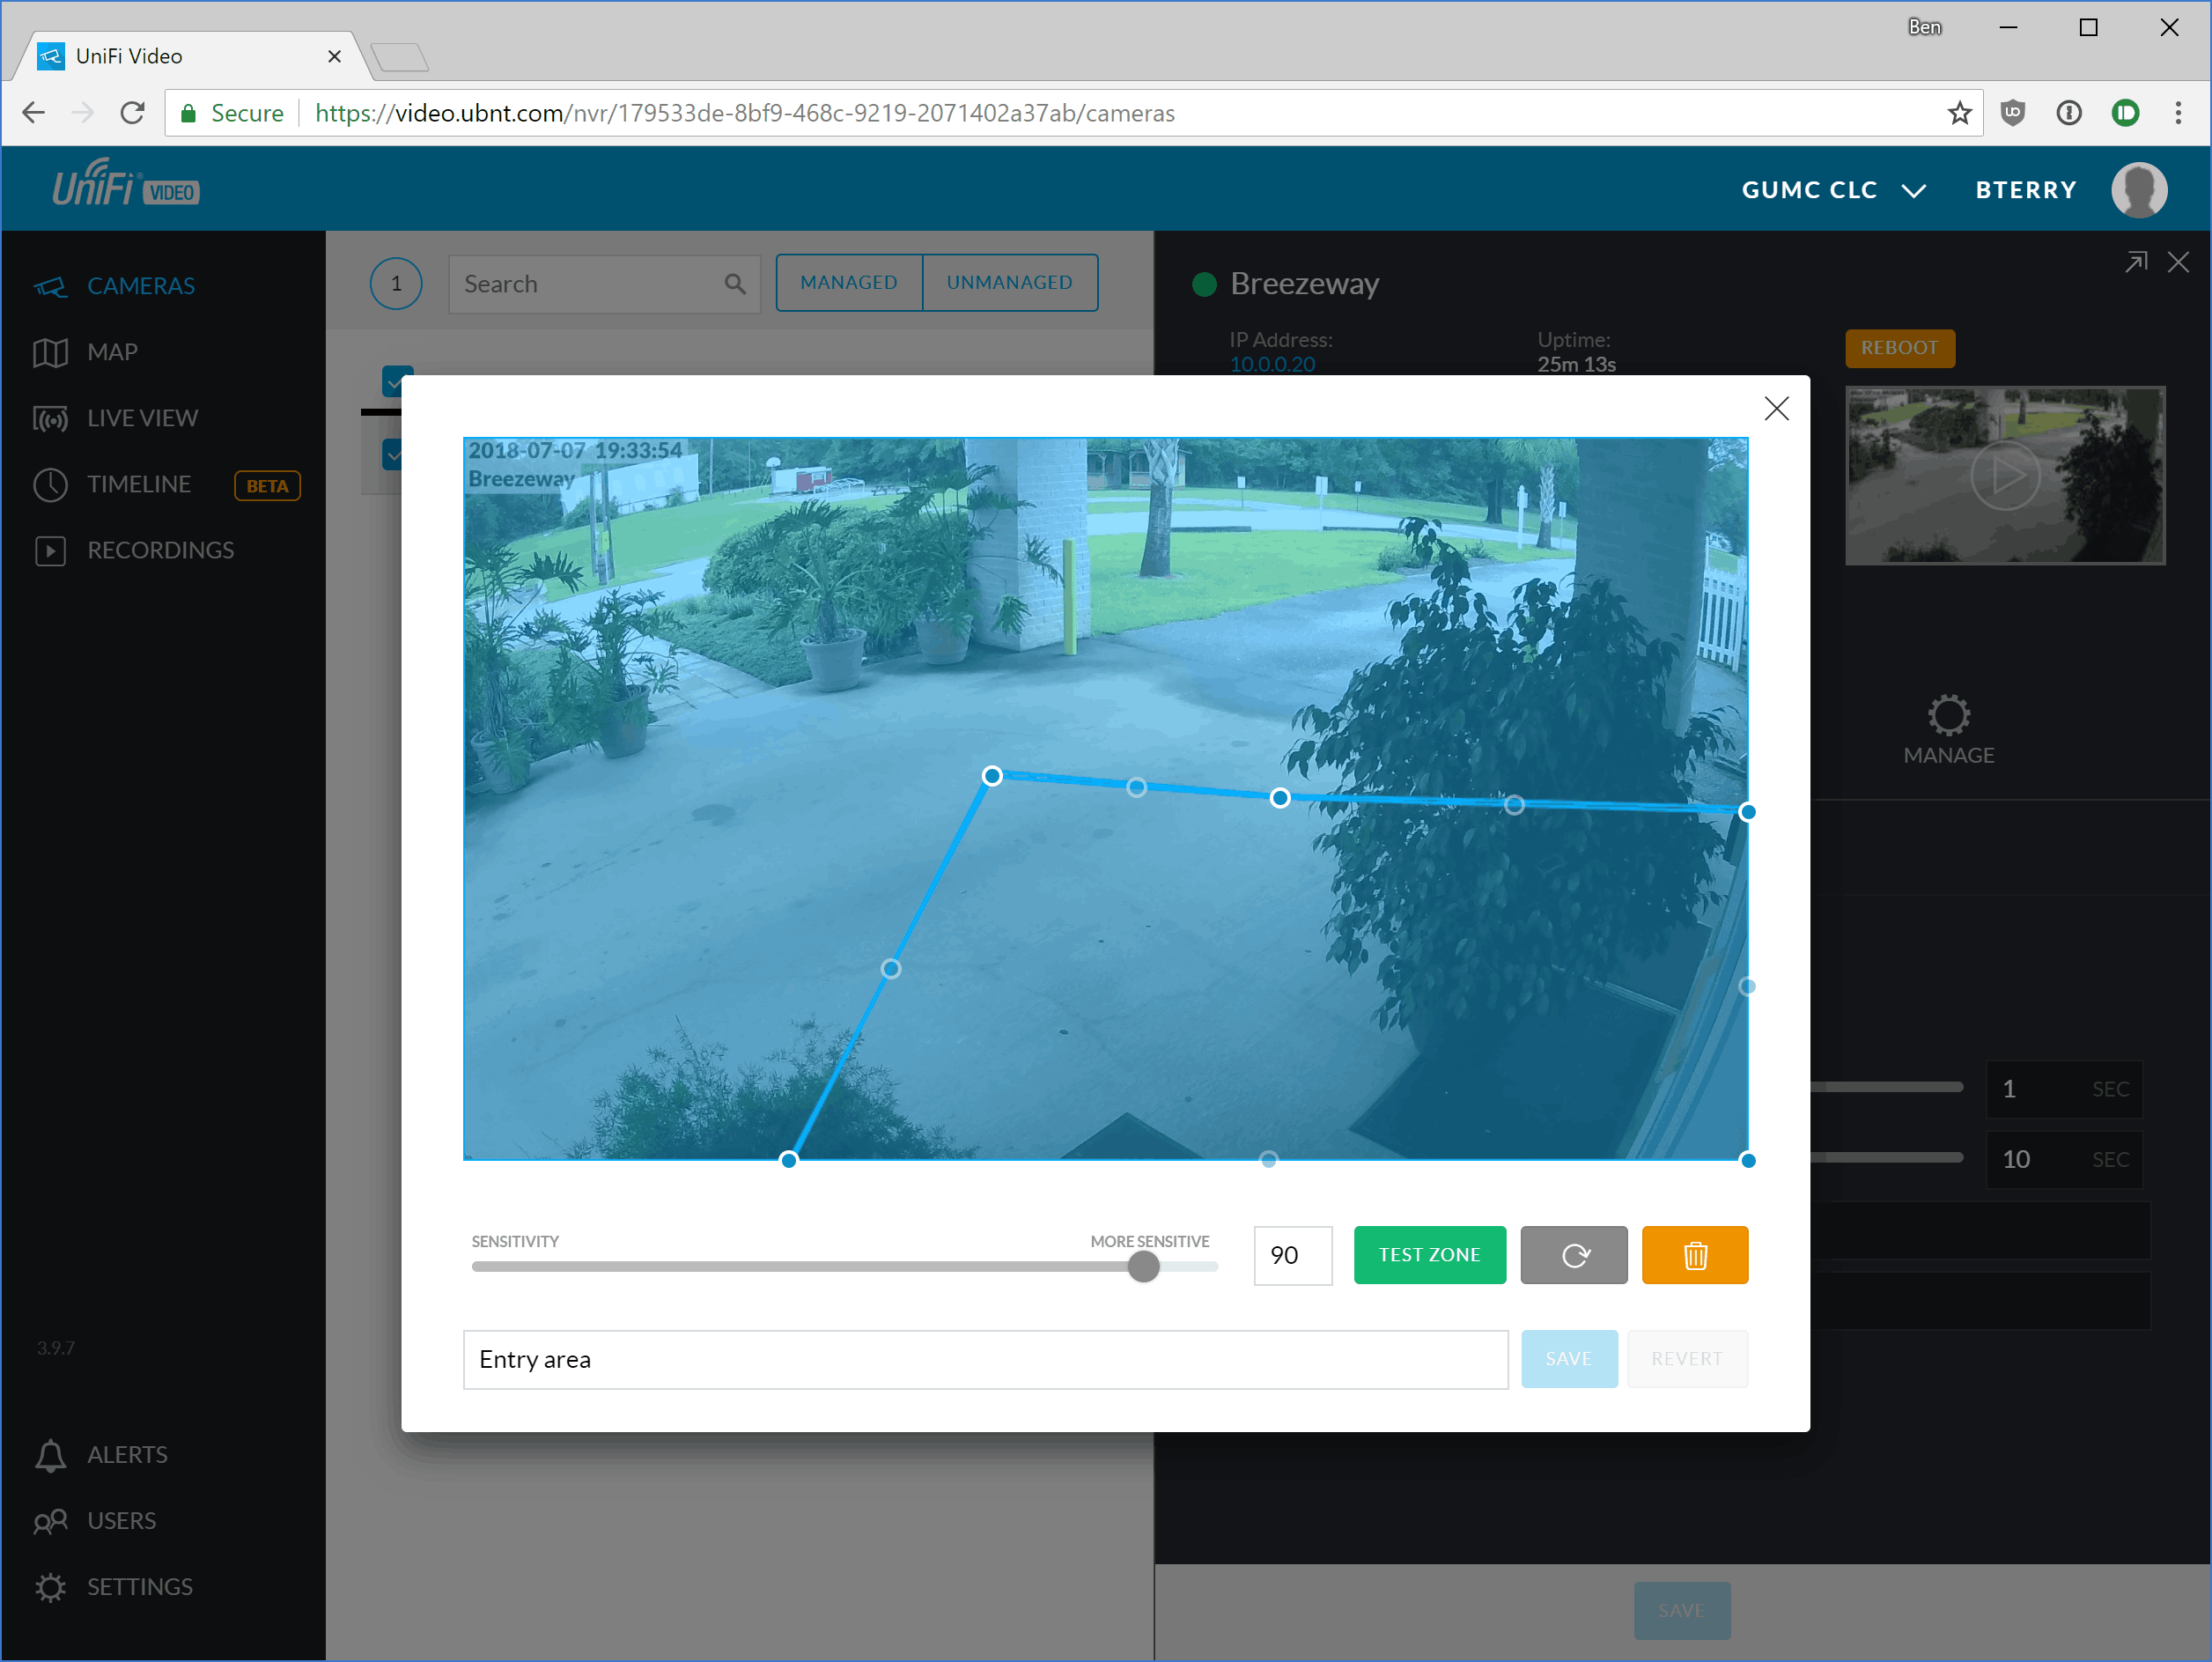 Ben
UniFi Video
Secure
https://video.ubnt.com/nvr/179533de-8bf9-468c-9219-2071402a37ab/cameras
UniFi VIDEO
GUMC CLC
BTERRY
CAMERAS
MAP
LIVE VIEW
TIMELINE BETA
RECORDINGS
3.9.7
ALERTS
USERS
SETTINGS
1
Search
MANAGED
UNMANAGED
Breezeway
IP Address:
10.0.0.20
Uptime:
25m 13s
REBOOT
MANAGE
1 SEC
10 SEC
2018-07-07 19:33:54
Breezeway
SENSITIVITY
MORE SENSITIVE
90
TEST ZONE
Entry area
SAVE
REVERT
SAVE